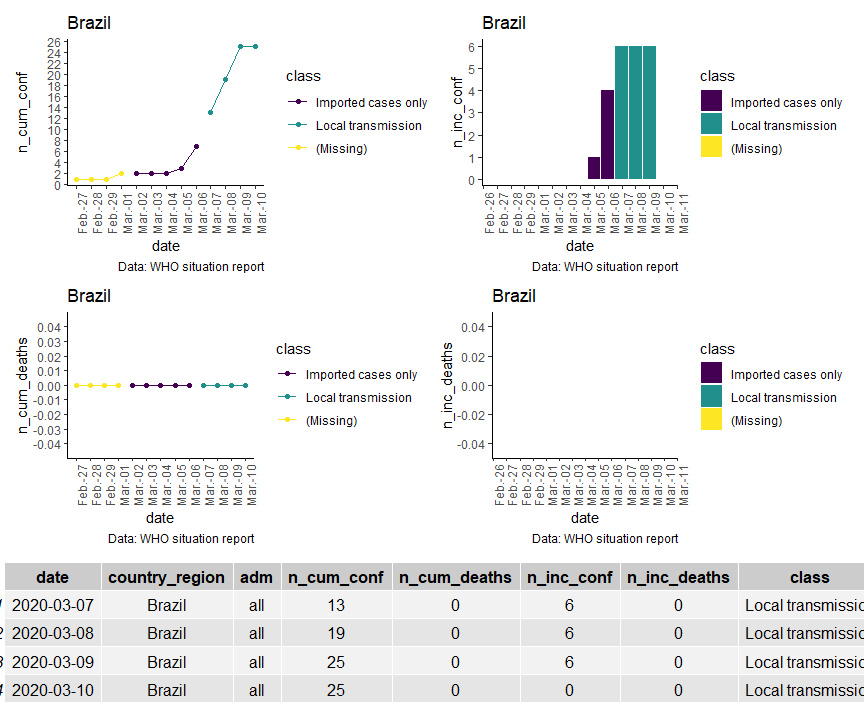 Brazil
n_cum_conf
26
24
22
20
18
16
14
12
10
8
6
4
2
0
Feb.-27
Feb.-28
Feb.-29
Mar.-01
Mar.-02
Mar.-03
Mar.-04
Mar.-05
Mar.-06
Mar.-07
Mar.-08
Mar.-09
Mar.-10
date
Data: WHO situation report
class
Imported cases only
Local transmission
(Missing)
Brazil
n_inc_conf
6
5
4
3
2
1
0
Feb.-26
Feb.-27
Feb.-28
Feb.-29
Mar.-01
Mar.-02
Mar.-03
Mar.-04
Mar.-05
Mar.-06
Mar.-07
Mar.-08
Mar.-09
Mar.-10
Mar.-11
date
Data: WHO situation report
class
Imported cases only
Local transmission
(Missing)
Brazil
n_cum_deaths
0.04
0.03
0.02
0.01
0.00
-0.01
-0.02
-0.03
-0.04
Feb.-27
Feb.-28
Feb.-29
Mar.-01
Mar.-02
Mar.-03
Mar.-04
Mar.-05
Mar.-06
Mar.-07
Mar.-08
Mar.-09
Mar.-10
date
Data: WHO situation report
class
Imported cases only
Local transmission
(Missing)
Brazil
n_inc_deaths
0.04
0.02
0.00
-0.02
-0.04
Feb.-26
Feb.-27
Feb.-28
Feb.-29
Mar.-01
Mar.-02
Mar.-03
Mar.-04
Mar.-05
Mar.-06
Mar.-07
Mar.-08
Mar.-09
Mar.-10
Mar.-11
date
Data: WHO situation report
class
Imported cases only
Local transmission
(Missing)
date country_region adm n_cum_conf n_cum_deaths n_inc_conf n_inc_deaths class
1 2020-03-07 Brazil all 13 0 6 0 Local transmissio
2 2020-03-08 Brazil all 19 0 6 0 Local transmissio
3 2020-03-09 Brazil all 25 0 6 0 Local transmissio
4 2020-03-10 Brazil all 25 0 0 0 Local transmissio